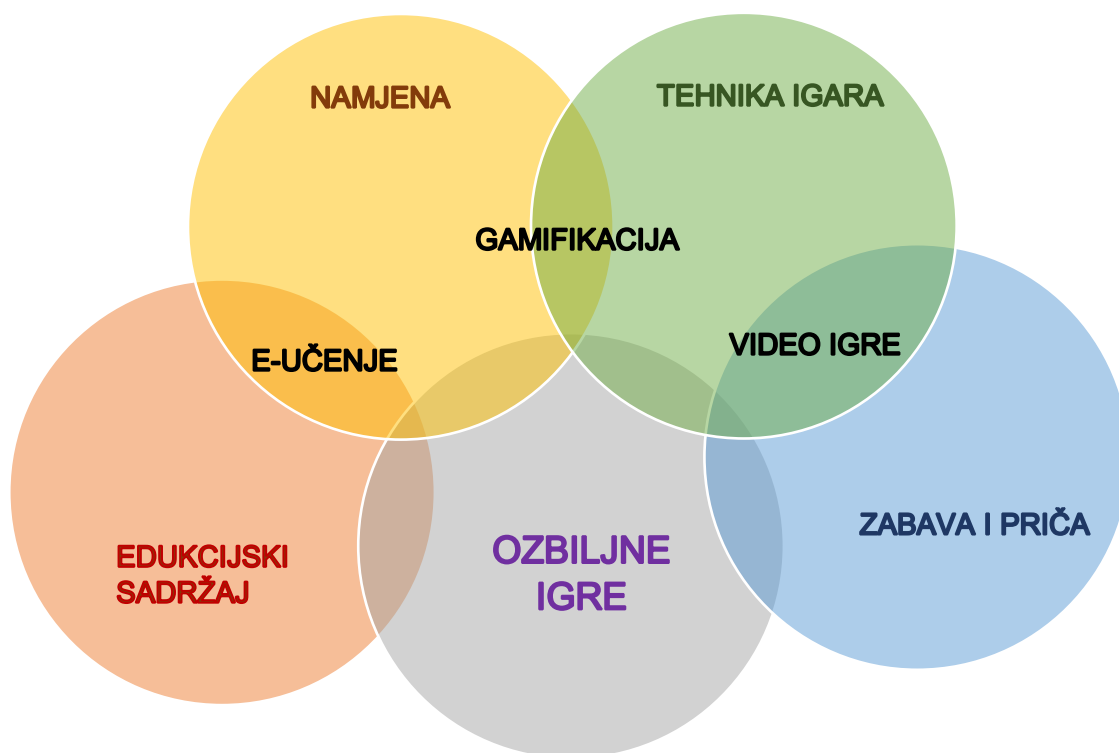 NAMJENA
TEHNIKA IGARA
GAMIFIKACIJA
E-UČENJE
VIDEO IGRE
EDUKCIJSKI
SADRŽAJ
OZBILJNE
IGRE
ZABAVA I PRIČA